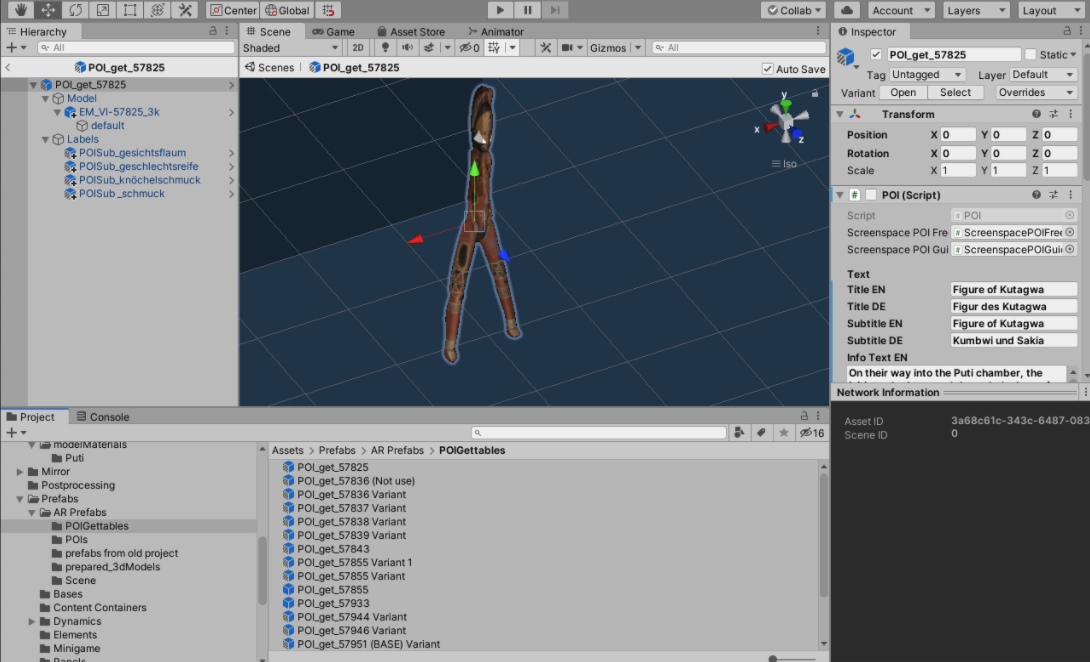 Center Global Collab Account Layers Layout
Hierarchy
All
POI_get_57825
POI_get_57825
Model
EM_VI-57825_3k
default
Labels
POISub_gesichtsflaum
POISub_geschlechtsreife
POISub_knöchelschmuck
POISub _schmuck
Scene Game Asset Store Animator
Shaded 2D 0 Gizmos All
Scenes POI_get_57825 Auto Save
y
x
z
Iso
Inspector
POI_get_57825 Static
Tag Untagged Layer Default
Variant Open Select Overrides
Transform
Position X 0 Y 0 Z 0
Rotation X 0 Y 0 Z 0
Scale X 1 Y 1 Z 1
# POI (Script)
Script # POI
Screenspace POI Fre # ScreenspacePOIFree
Screenspace POI Gui # ScreenspacePOIGui
Text
Title EN Figure of Kutagwa
Title DE Figur des Kutagwa
Subtitle EN Figure of Kutagwa
Subtitle DE Kumbwi und Sakia
Info Text EN
On their way into the Puti chamber, the
Network Information
Asset ID 3a68c61c-343c-6487-083
Scene ID 0
Project Console
16
modelMaterials
Puti
Mirror
Postprocessing
Prefabs
AR Prefabs
POIGettables
POIs
prefabs from old project
prepared_3dModels
Scene
Bases
Content Containers
Dynamics
Elements
Minigame
Panels
Assets > Prefabs > AR Prefabs > POIGettables
POI_get_57825
POI_get_57836 (Not use)
POI_get_57836 Variant
POI_get_57837 Variant
POI_get_57838 Variant
POI_get_57839 Variant
POI_get_57843
POI_get_57855 Variant 1
POI_get_57855 Variant
POI_get_57855
POI_get_57933
POI_get_57944 Variant
POI_get_57946 Variant
POI_get_57951 (BASE) Variant